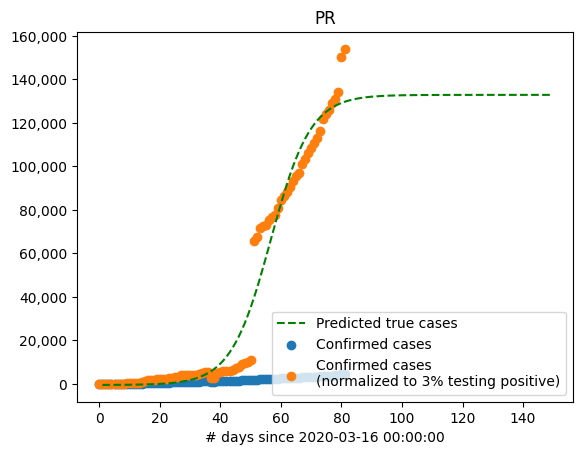 PR
160,000
140,000
120,000
100,000
80,000
60,000
40,000
20,000
0
Predicted true cases
Confirmed cases
Confirmed cases
(normalized to 3% testing positive)
0 20 40 60 80 100 120 140
# days since 2020-03-16 00:00:00